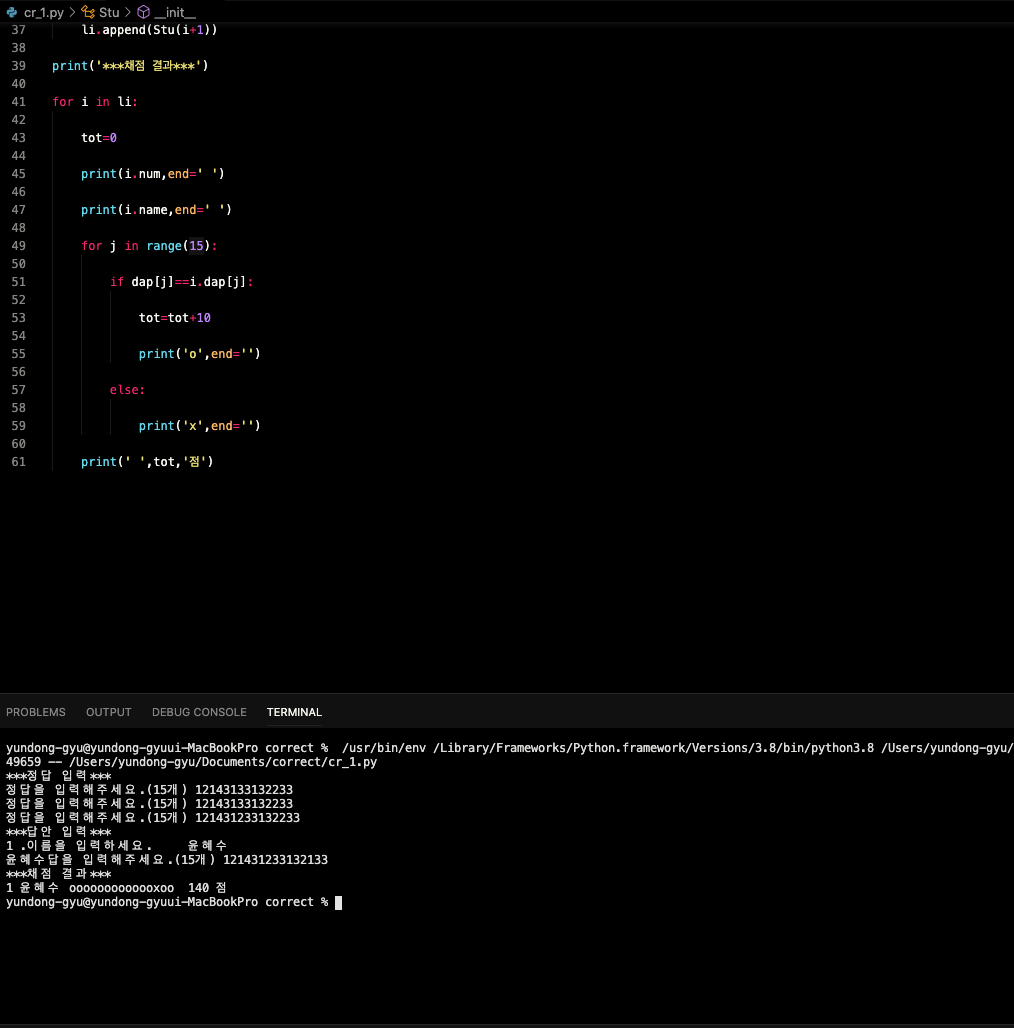 cr_1.py > Stu > __init__
37 li.append(Stu(i+1))
38
39 print('***채점 결과***')
40
41 for i in li:
42
43 tot=0
44
45 print(i.num,end=' ')
46
47 print(i.name,end=' ')
48
49 for j in range(15):
50
51 if dap[j]==i.dap[j]:
52
53 tot=tot+10
54
55 print('o',end='')
56
57 else:
58
59 print('x',end='')
60
61 print(' ',tot,'점')
PROBLEMS OUTPUT DEBUG CONSOLE TERMINAL
yundong-gyu@yundong-gyuui-MacBookPro correct % /usr/bin/env /Library/Frameworks/Python.framework/Versions/3.8/bin/python3.8 /Users/yundong-gyu/
49659 -- /Users/yundong-gyu/Documents/correct/cr_1.py
***정답 입력***
정답을 입력해주세요.(15개) 12143133132233
정답을 입력해주세요.(15개) 12143133132233
정답을 입력해주세요.(15개) 121431233132233
***답안 입력***
1 .이름을 입력하세요. 윤혜수
윤혜수답을 입력해주세요.(15개) 121431233132133
***채점 결과***
1 윤혜수 ooooooooooooxoo 140 점
yundong-gyu@yundong-gyuui-MacBookPro correct %